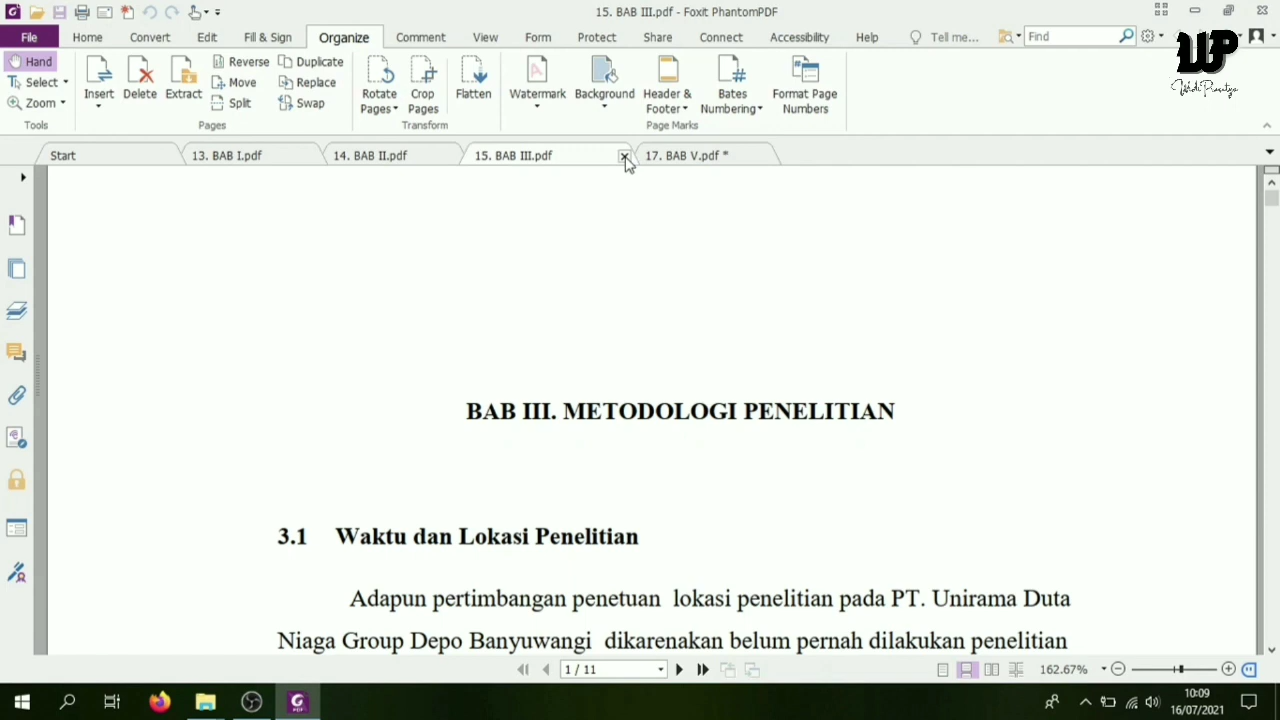 15. BAB III.pdf - Foxit PhantomPDF
File Home Convert Edit Fill & Sign Organize Comment View Form Protect Share Connect Accessibility Help Tell me... Find
Hand
Select
Zoom
Tools
Insert Delete Extract
Reverse Duplicate
Move Replace
Split Swap
Pages
Rotate Pages Crop Pages Flatten
Transform
Watermark Background Header & Footer Bates Numbering Format Page Numbers
Page Marks
Start 13. BAB I.pdf 14. BAB II.pdf 15. BAB III.pdf 17. BAB V.pdf *
BAB III. METODOLOGI PENELITIAN
3.1 Waktu dan Lokasi Penelitian
Adapun pertimbangan penetuan lokasi penelitian pada PT. Unirama Duta
Niaga Group Depo Banyuwangi dikarenakan belum pernah dilakukan penelitian
1 / 11 162.67%
10:09
16/07/2021